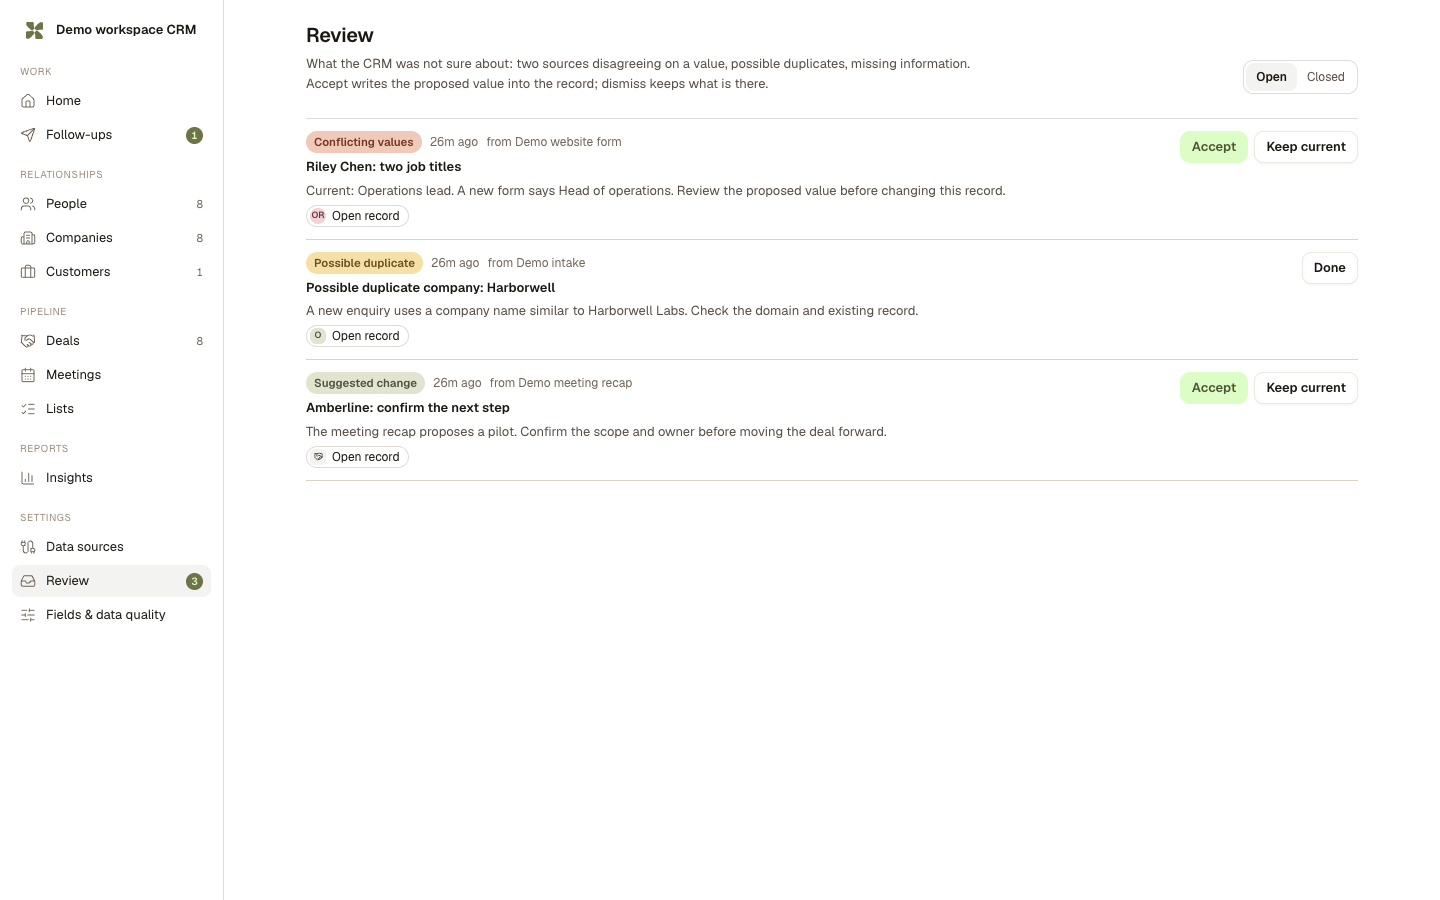 Demo workspace CRM
WORK
Home
Follow-ups 1
RELATIONSHIPS
People 8
Companies 8
Customers 1
PIPELINE
Deals 8
Meetings
Lists
REPORTS
Insights
SETTINGS
Data sources
Review 3
Fields & data quality
Review
What the CRM was not sure about: two sources disagreeing on a value, possible duplicates, missing information.
Accept writes the proposed value into the record; dismiss keeps what is there.
Open Closed
Conflicting values 26m ago from Demo website form
Accept Keep current
Riley Chen: two job titles
Current: Operations lead. A new form says Head of operations. Review the proposed value before changing this record.
OR Open record
Possible duplicate 26m ago from Demo intake
Done
Possible duplicate company: Harborwell
A new enquiry uses a company name similar to Harborwell Labs. Check the domain and existing record.
O Open record
Suggested change 26m ago from Demo meeting recap
Accept Keep current
Amberline: confirm the next step
The meeting recap proposes a pilot. Confirm the scope and owner before moving the deal forward.
Open record